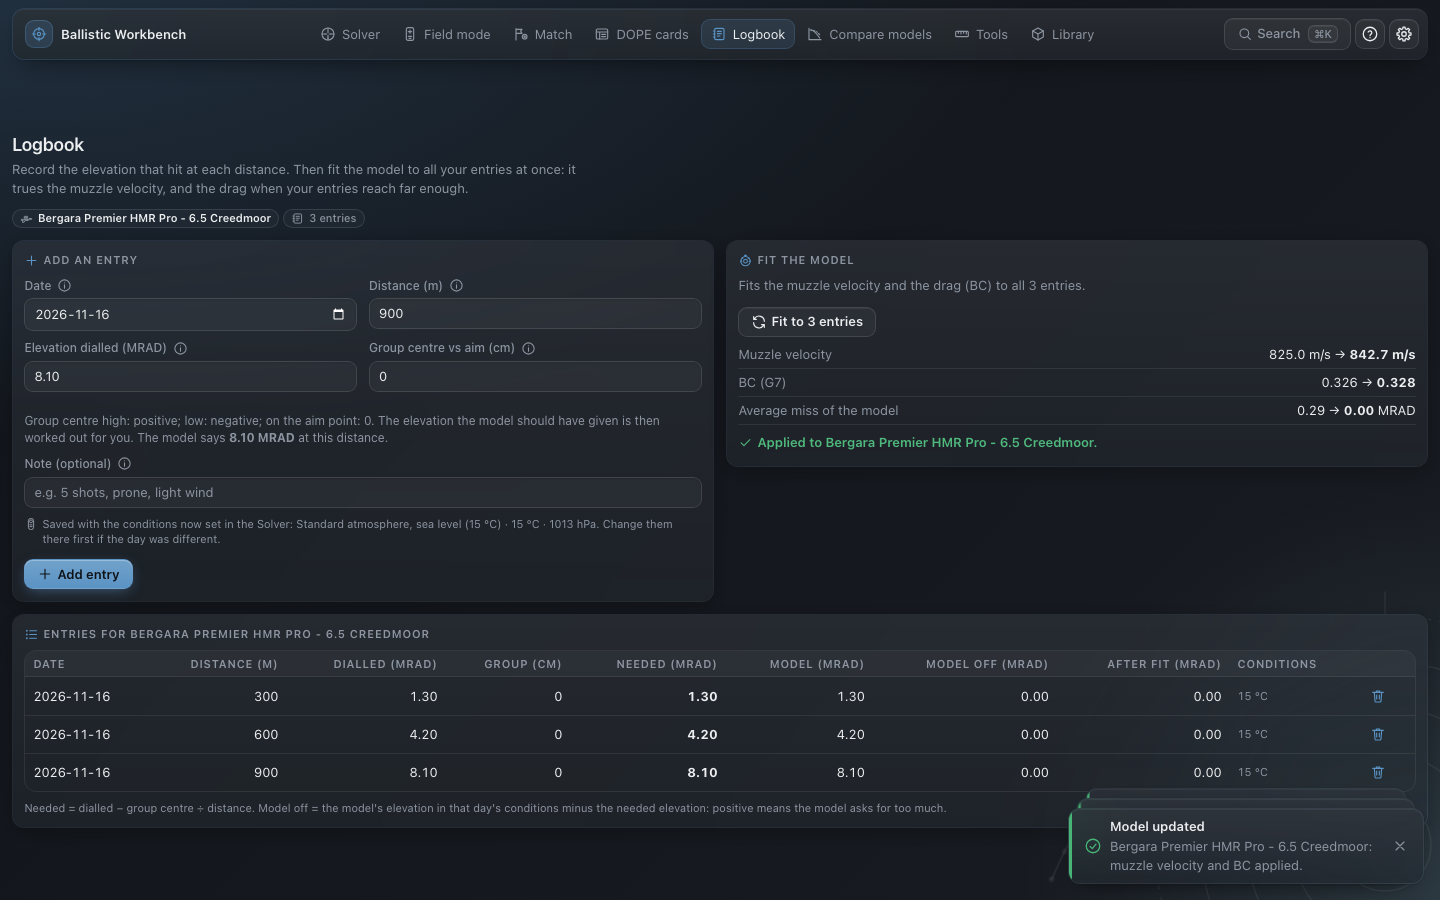 Ballistic Workbench
Solver
Field mode
Match
DOPE cards
Logbook
Compare models
Tools
Library
Search ⌘K
Logbook
Record the elevation that hit at each distance. Then fit the model to all your entries at once: it
trues the muzzle velocity, and the drag when your entries reach far enough.
Bergara Premier HMR Pro - 6.5 Creedmoor
3 entries
ADD AN ENTRY
Date
Distance (m)
2026-11-16
900
Elevation dialled (MRAD)
Group centre vs aim (cm)
8.10
0
Group centre high: positive; low: negative; on the aim point: 0. The elevation the model should have given is then
worked out for you. The model says 8.10 MRAD at this distance.
Note (optional)
e.g. 5 shots, prone, light wind
Saved with the conditions now set in the Solver: Standard atmosphere, sea level (15 °C) · 15 °C · 1013 hPa. Change them
there first if the day was different.
Add entry
FIT THE MODEL
Fits the muzzle velocity and the drag (BC) to all 3 entries.
Fit to 3 entries
Muzzle velocity 825.0 m/s → 842.7 m/s
BC (G7) 0.326 → 0.328
Average miss of the model 0.29 → 0.00 MRAD
Applied to Bergara Premier HMR Pro - 6.5 Creedmoor.
ENTRIES FOR BERGARA PREMIER HMR PRO - 6.5 CREEDMOOR
DATE DISTANCE (M) DIALLED (MRAD) GROUP (CM) NEEDED (MRAD) MODEL (MRAD) MODEL OFF (MRAD) AFTER FIT (MRAD) CONDITIONS
2026-11-16 300 1.30 0 1.30 1.30 0.00 0.00 15 °C
2026-11-16 600 4.20 0 4.20 4.20 0.00 0.00 15 °C
2026-11-16 900 8.10 0 8.10 8.10 0.00 0.00 15 °C
Needed = dialled − group centre ÷ distance. Model off = the model's elevation in that day's conditions minus the needed elevation: positive means the model asks for too much.
Model updated
Bergara Premier HMR Pro - 6.5 Creedmoor:
muzzle velocity and BC applied.